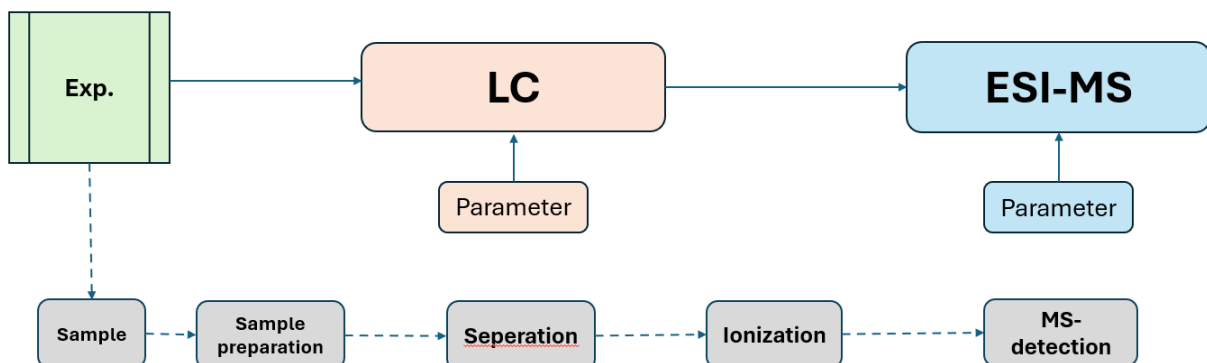 Exp.
LC
ESI-MS
Parameter
Parameter
Sample
Sample
preparation
Seperation
Ionization
MS-
detection